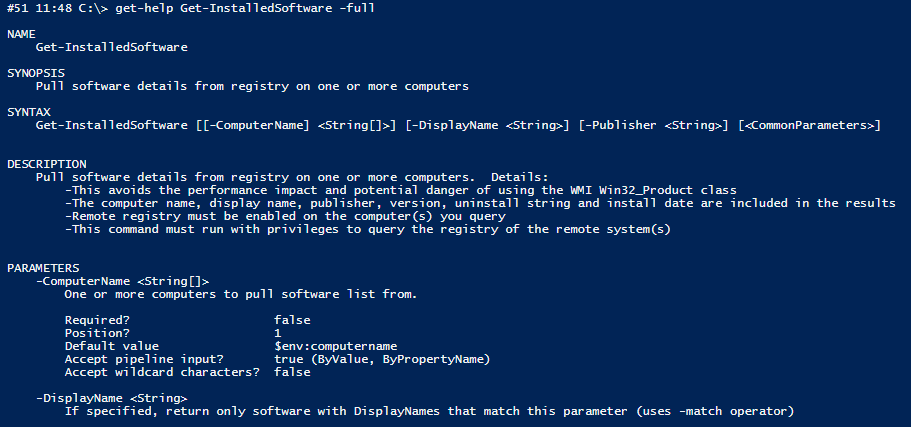 #51 11:48 C:\> get-help Get-InstalledSoftware -full
NAME
Get-InstalledSoftware
SYNOPSIS
Pull software details from registry on one or more computers
SYNTAX
Get-InstalledSoftware [[-ComputerName] <String[]>] [-DisplayName <String>] [-Publisher <String>] [<CommonParameters>]
DESCRIPTION
Pull software details from registry on one or more computers.  Details:
-This avoids the performance impact and potential danger of using the WMI Win32_Product class
-The computer name, display name, publisher, version, uninstall string and install date are included in the results
-Remote registry must be enabled on the computer(s) you query
-This command must run with privileges to query the registry of the remote system(s)
PARAMETERS
-ComputerName <String[]>
One or more computers to pull software list from.
Required?                    false
Position?                    1
Default value                $env:computername
Accept pipeline input?       true (ByValue, ByPropertyName)
Accept wildcard characters?  false
-DisplayName <String>
If specified, return only software with DisplayNames that match this parameter (uses -match operator)